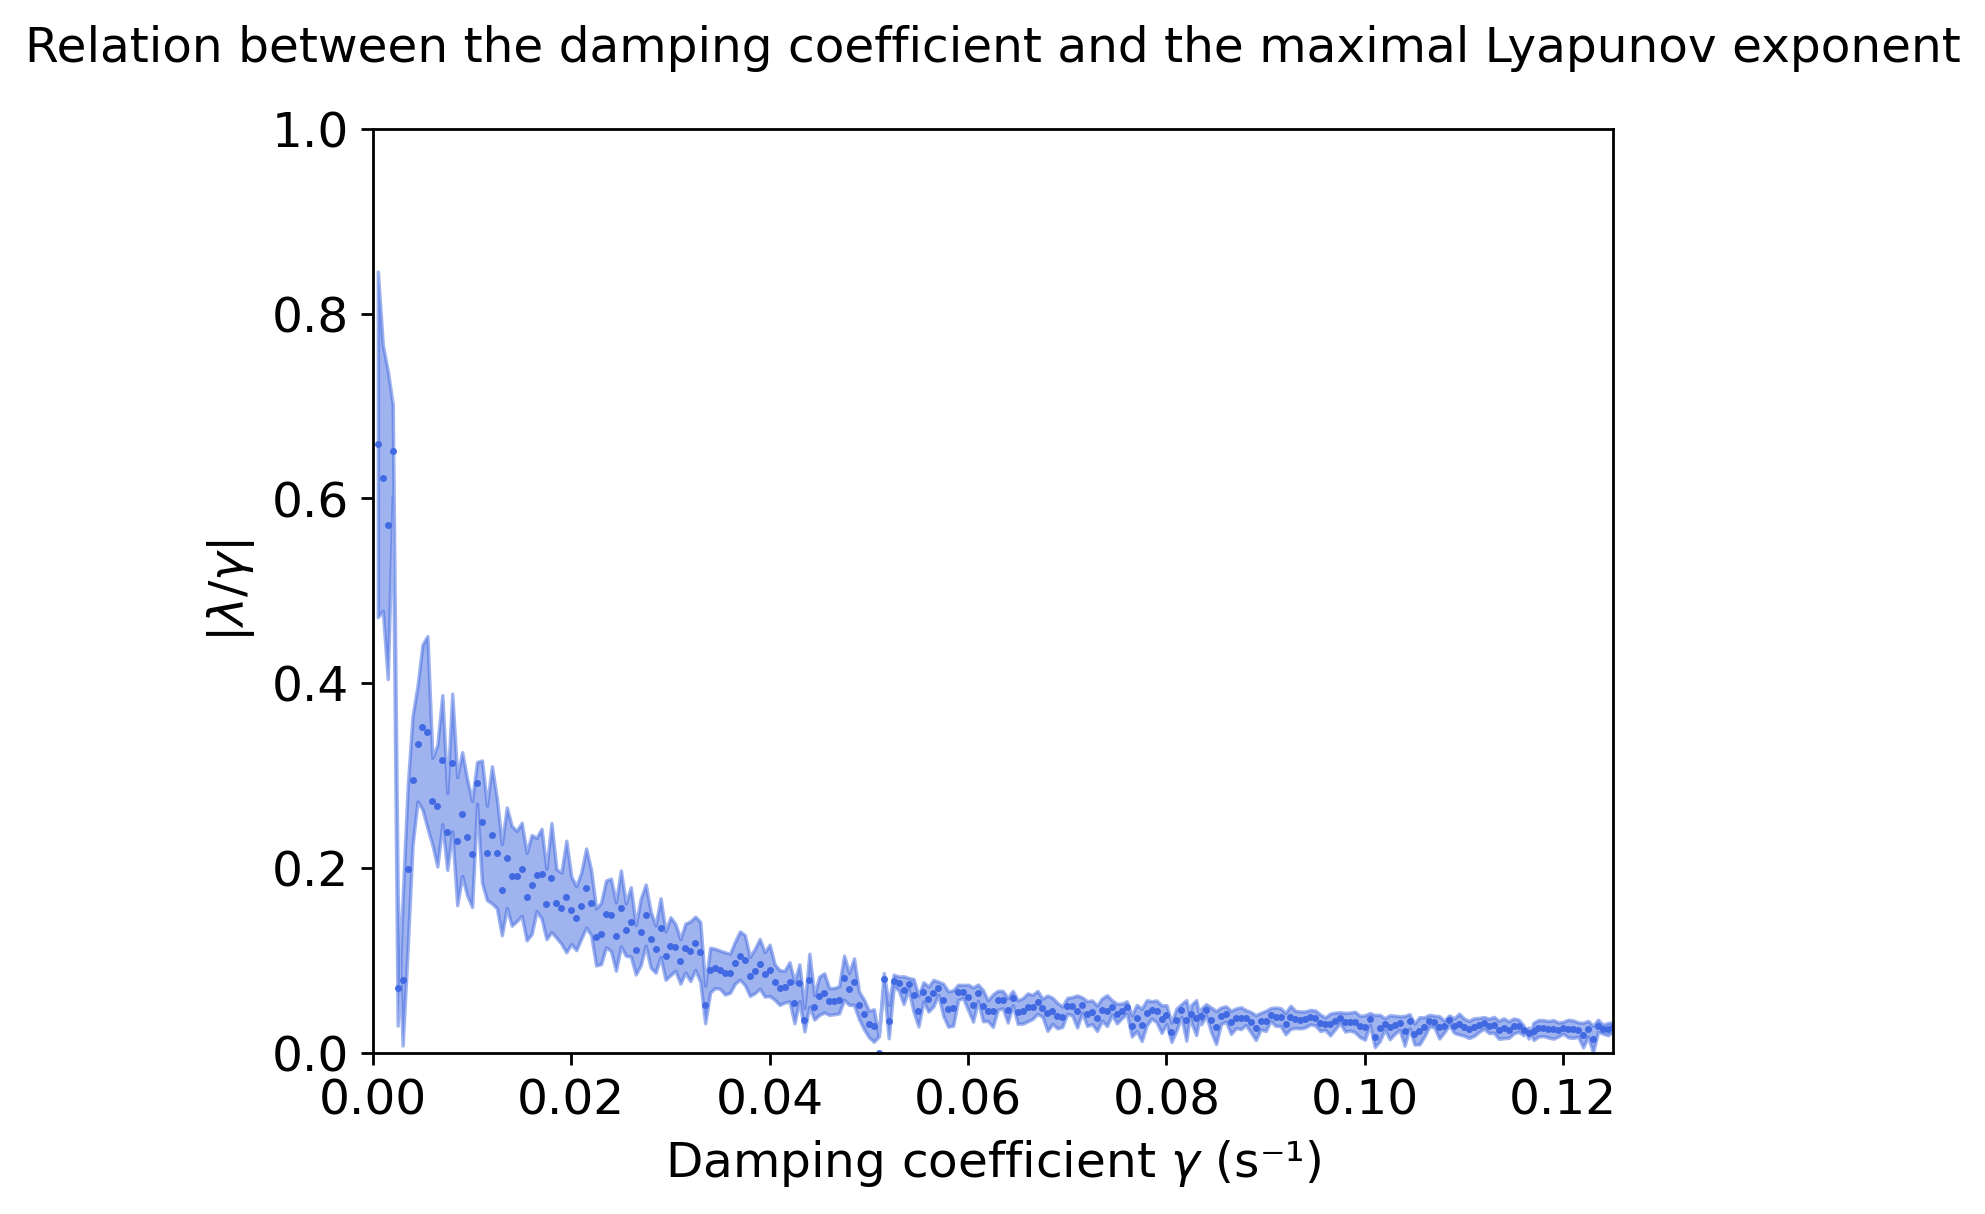 Relation between the damping coefficient and the maximal Lyapunov exponent
1.0
0.8
0.6
0.4
0.2
0.0
|λ/γ|
0.00 0.02 0.04 0.06 0.08 0.10 0.12
Damping coefficient γ (s⁻¹)